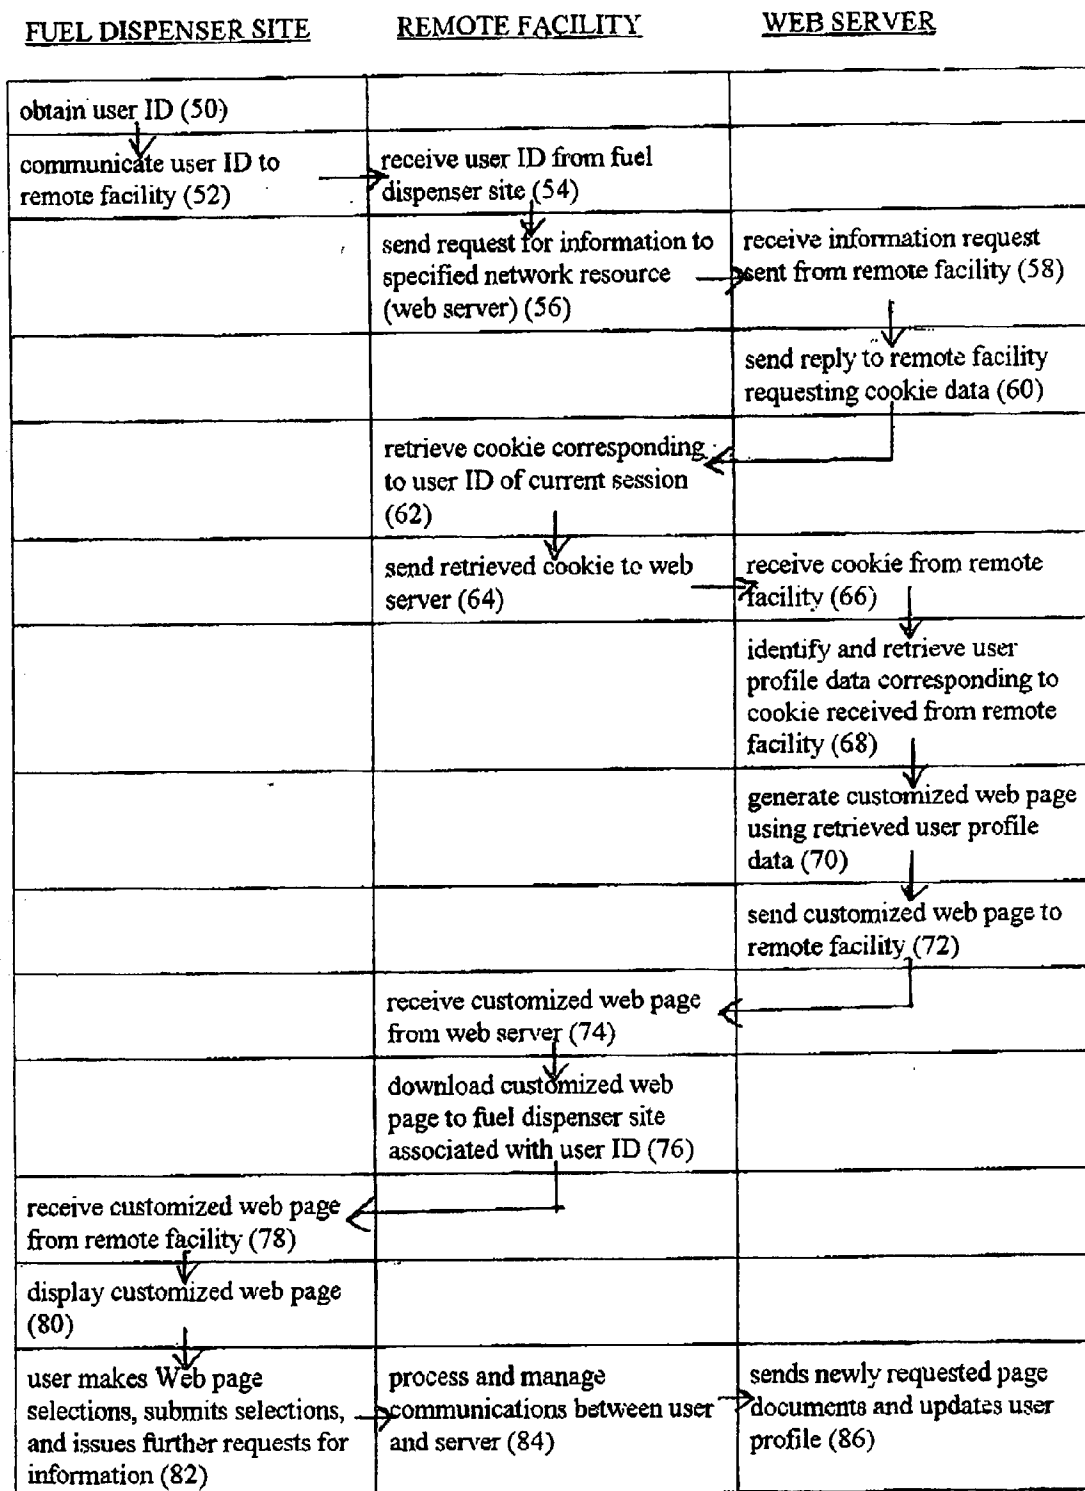 FUEL DISPENSER SITE
REMOTE FACILITY
WEB SERVER
obtain user ID (50)
communicate user ID to
remote facility (52)
receive user ID from fuel
dispenser site (54)
send request for information to
specified network resource
(web server) (56)
receive information request
sent from remote facility (58)
send reply to remote facility
requesting cookie data (60)
retrieve cookie corresponding
to user ID of current session
(62)
send retrieved cookie to web
server (64)
receive cookie from remote
facility (66)
identify and retrieve user
profile data corresponding to
cookie received from remote
facility (68)
generate customized web page
using retrieved user profile
data (70)
send customized web page to
remote facility (72)
receive customized web page
from web server (74)
download customized web
page to fuel dispenser site
associated with user ID (76)
receive customized web page
from remote facility (78)
display customized web page
(80)
user makes Web page
selections, submits selections,
and issues further requests for
information (82)
process and manage
communications between user
and server (84)
sends newly requested page
documents and updates user
profile (86)